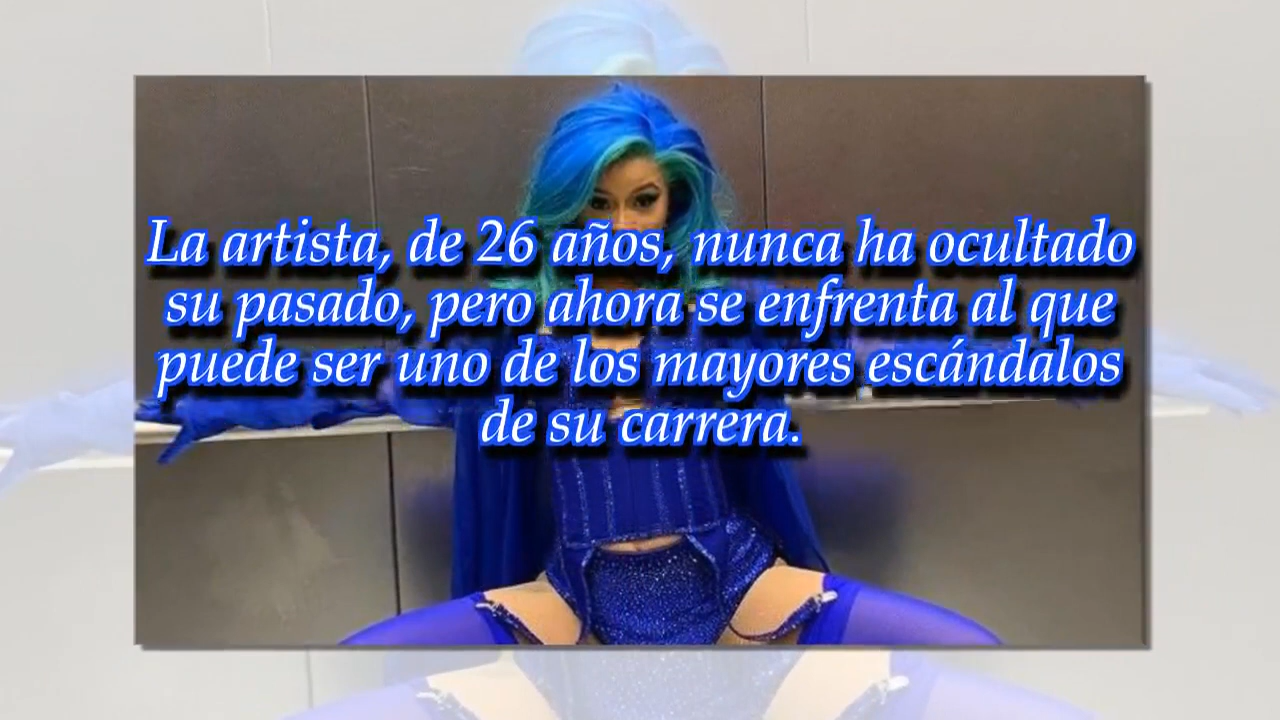 La artista, de 26 años, nunca ha ocultado
su pasado, pero ahora se enfrenta al que
puede ser uno de los mayores escándalos
de su carrera.